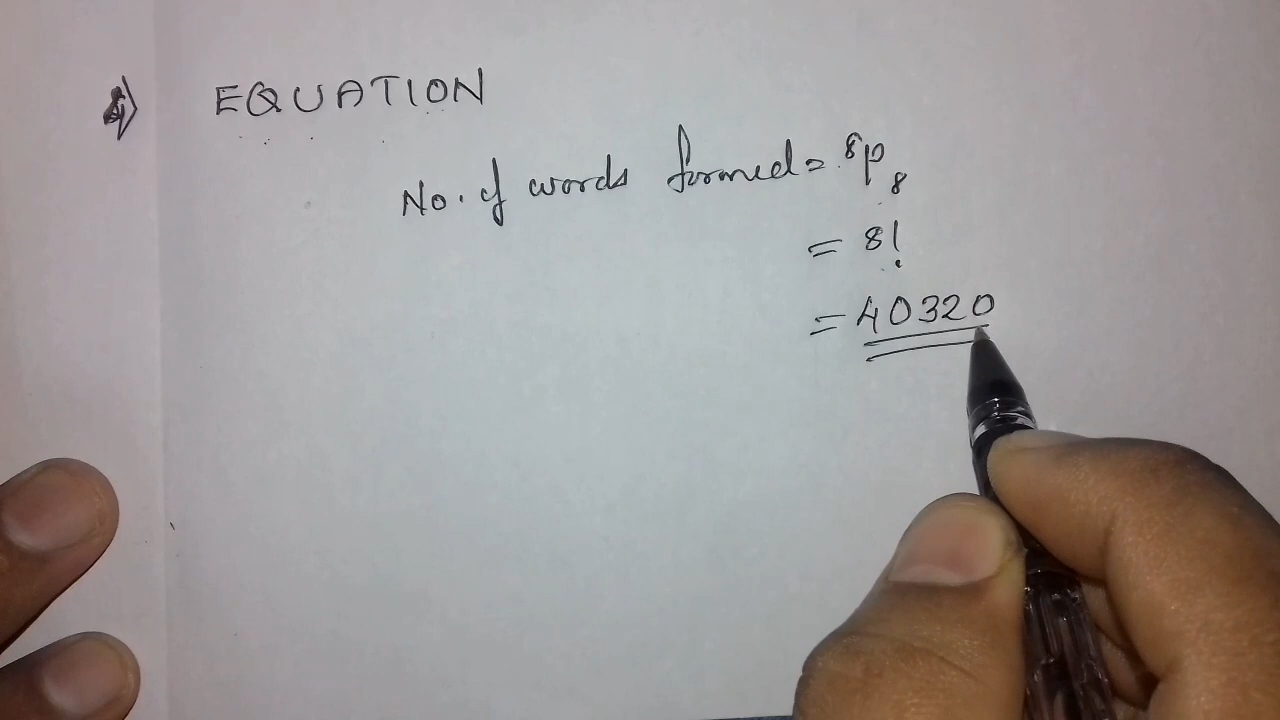 EQUATION
No. of words formed = ⁸P₈
= 8!
= 40320